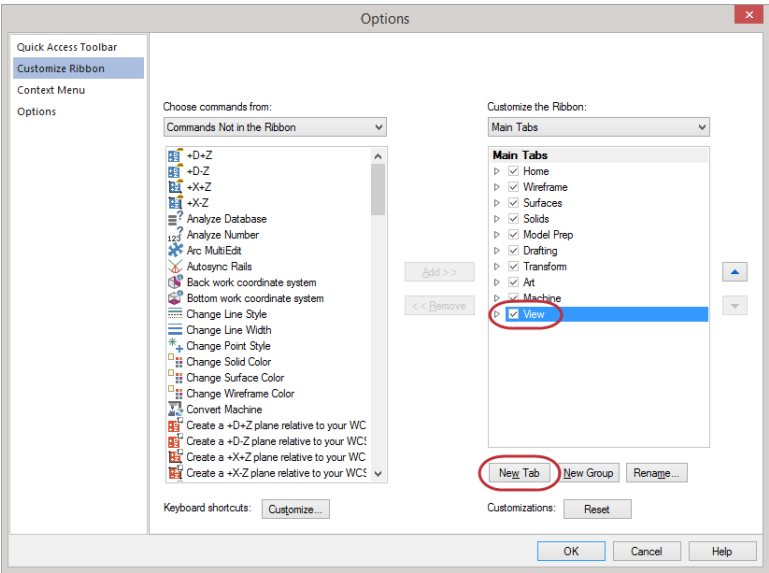 Options
Quick Access Toolbar
Customize Ribbon
Context Menu
Options
Choose commands from:
Commands Not in the Ribbon
+D+Z
+D-Z
+X+Z
+X-Z
Analyze Database
Analyze Number
Arc MultiEdit
Autosync Rails
Back work coordinate system
Bottom work coordinate system
Change Line Style
Change Line Width
Change Point Style
Change Solid Color
Change Surface Color
Change Wireframe Color
Convert Machine
Create a +D+Z plane relative to your WC
Create a +D-Z plane relative to your WCS
Create a +X+Z plane relative to your WC
Create a +X-Z plane relative to your WCS
Keyboard shortcuts: Customize...
Add >>
<< Remove
Customize the Ribbon:
Main Tabs
Main Tabs
Home
Wireframe
Surfaces
Solids
Model Prep
Drafting
Transform
Art
Machine
View
New Tab New Group Rename...
Customizations: Reset
OK Cancel Help